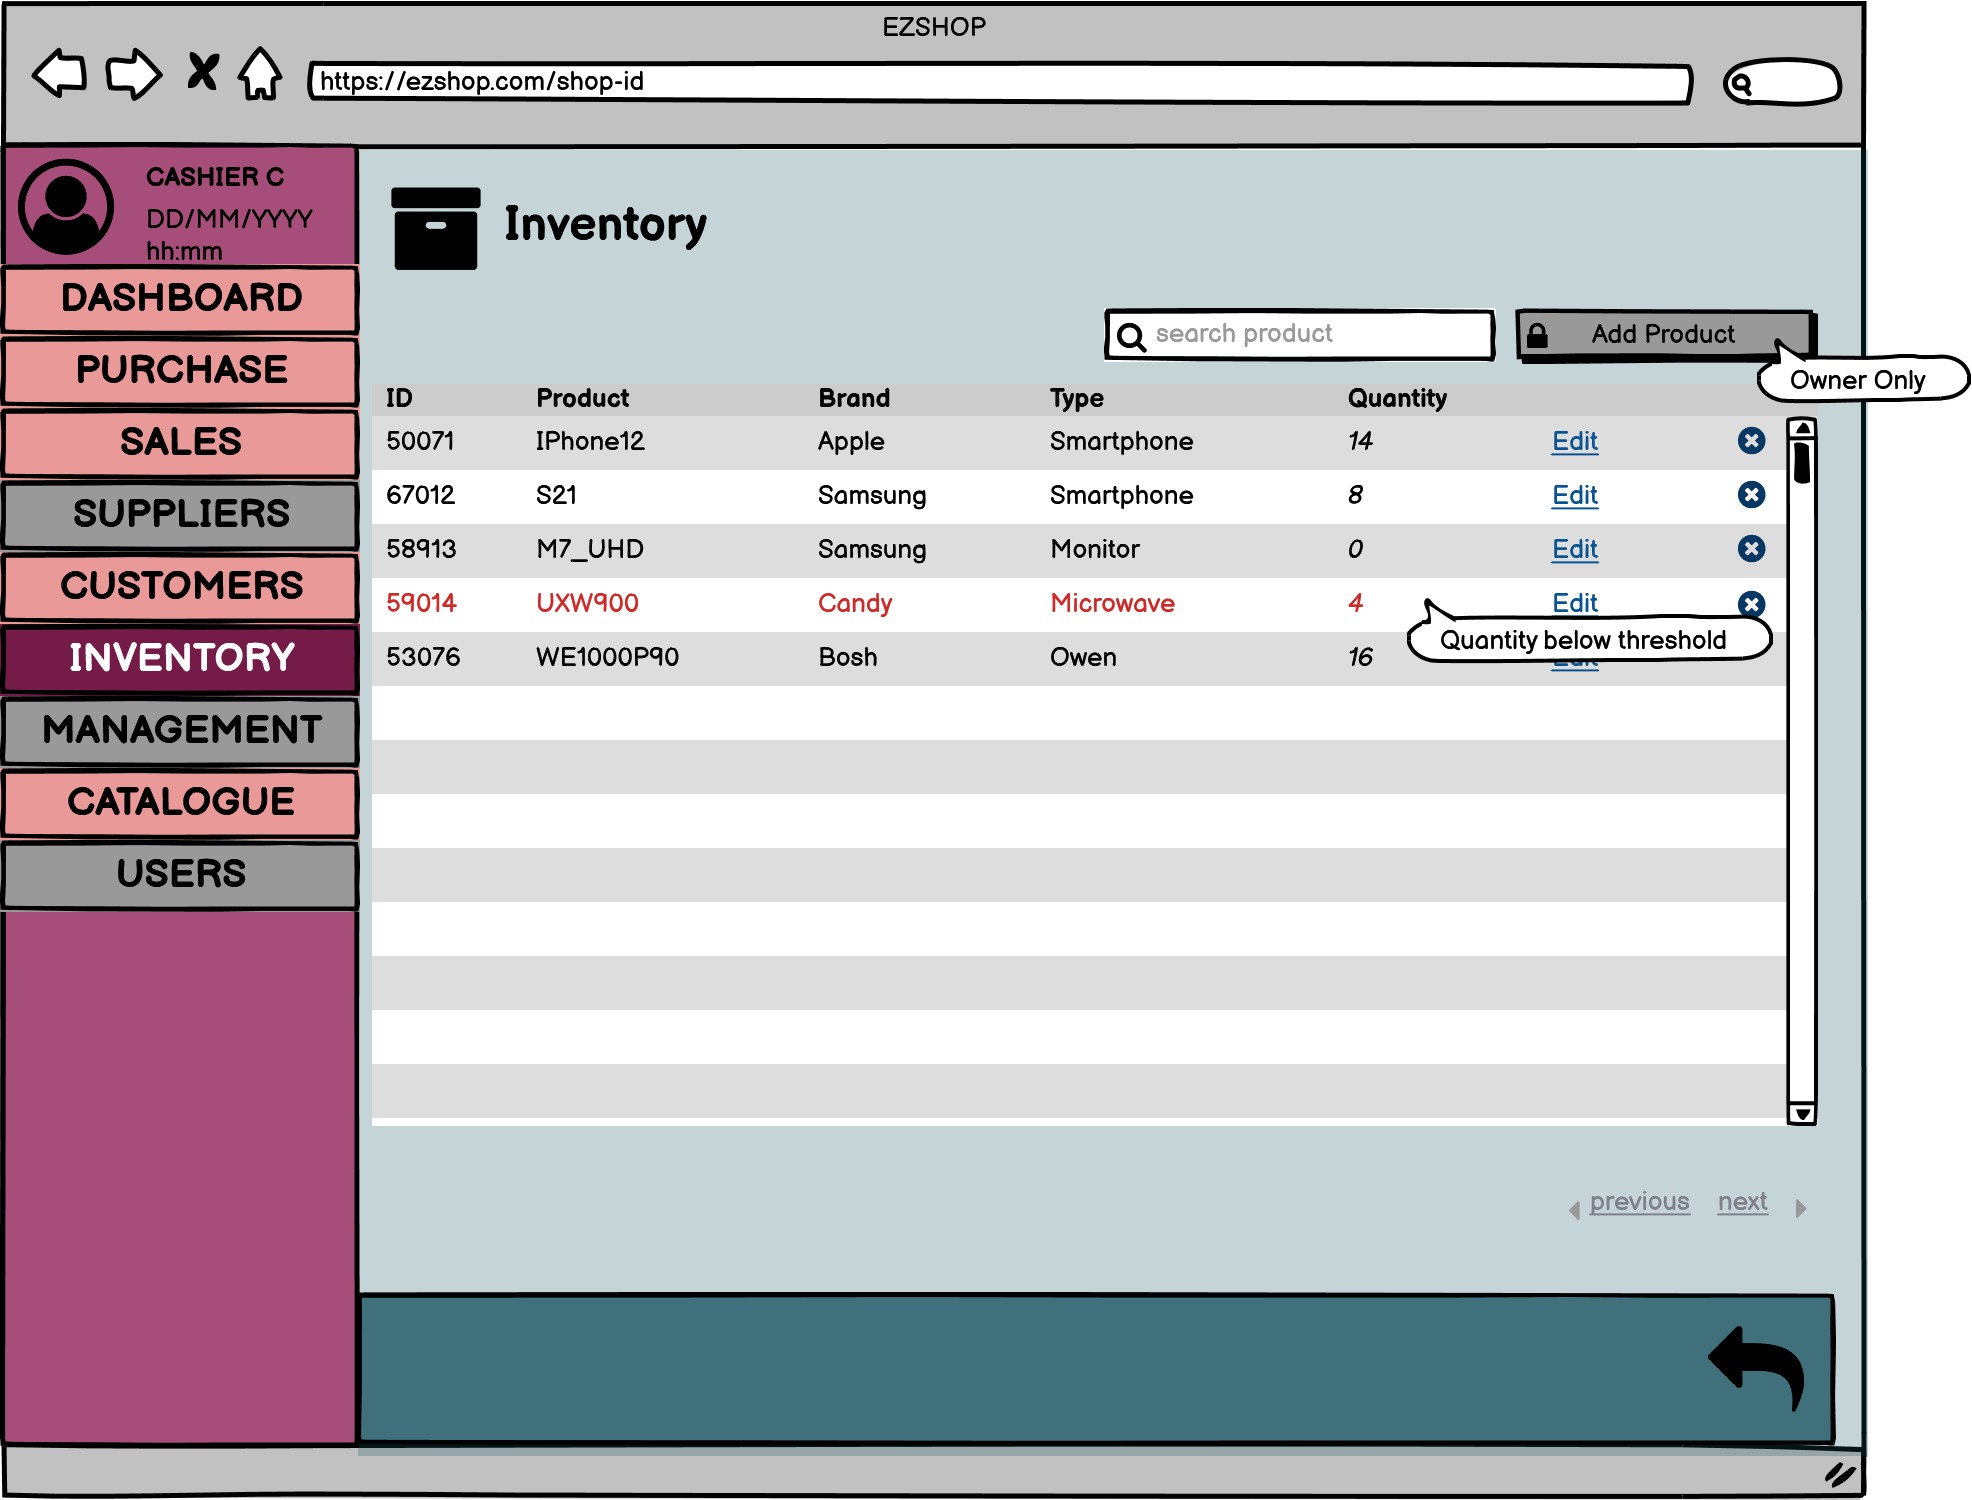 EZSHOP
https://ezshop.com/shop-id
CASHIER C
DD/MM/YYYY
hh:mm
DASHBOARD
PURCHASE
SALES
SUPPLIERS
CUSTOMERS
INVENTORY
MANAGEMENT
CATALOGUE
USERS
Inventory
search product
Add Product
Owner Only
ID Product Brand Type Quantity
50071 IPhone12 Apple Smartphone 14 Edit
67012 S21 Samsung Smartphone 8 Edit
58913 M7_UHD Samsung Monitor 0 Edit
59014 UXW900 Candy Microwave 4 Edit
Quantity below threshold
53076 WE1000P90 Bosh Owen 16 Edit
previous next